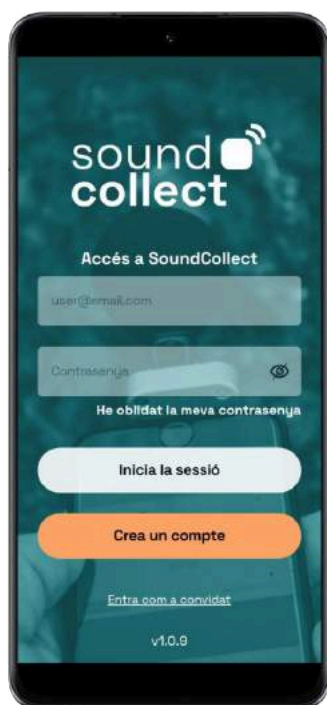 sound
collect
Accés a SoundCollect
user@email.com
Contrasenya
He oblidat la meva contrasenya
Inicia la sessió
Crea un compte
Entra com a convidat
v1.0.9